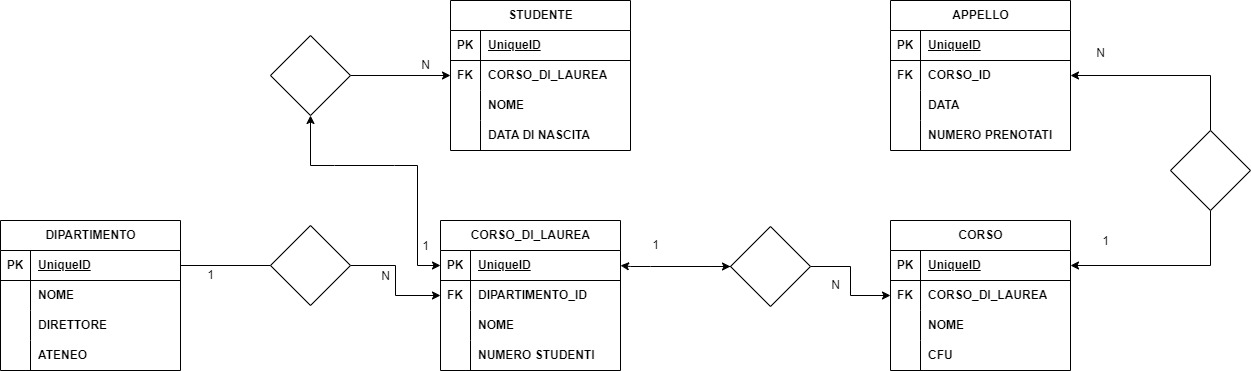 STUDENTE
PK UniqueID
FK CORSO_DI_LAUREA
NOME
DATA DI NASCITA
N
APPELLO
PK UniqueID
FK CORSO_ID
DATA
NUMERO PRENOTATI
N
DIPARTIMENTO
PK UniqueID
NOME
DIRETTORE
ATENEO
1
N
1
CORSO_DI_LAUREA
PK UniqueID
FK DIPARTIMENTO_ID
NOME
NUMERO STUDENTI
1
N
CORSO
PK UniqueID
FK CORSO_DI_LAUREA
NOME
CFU
1